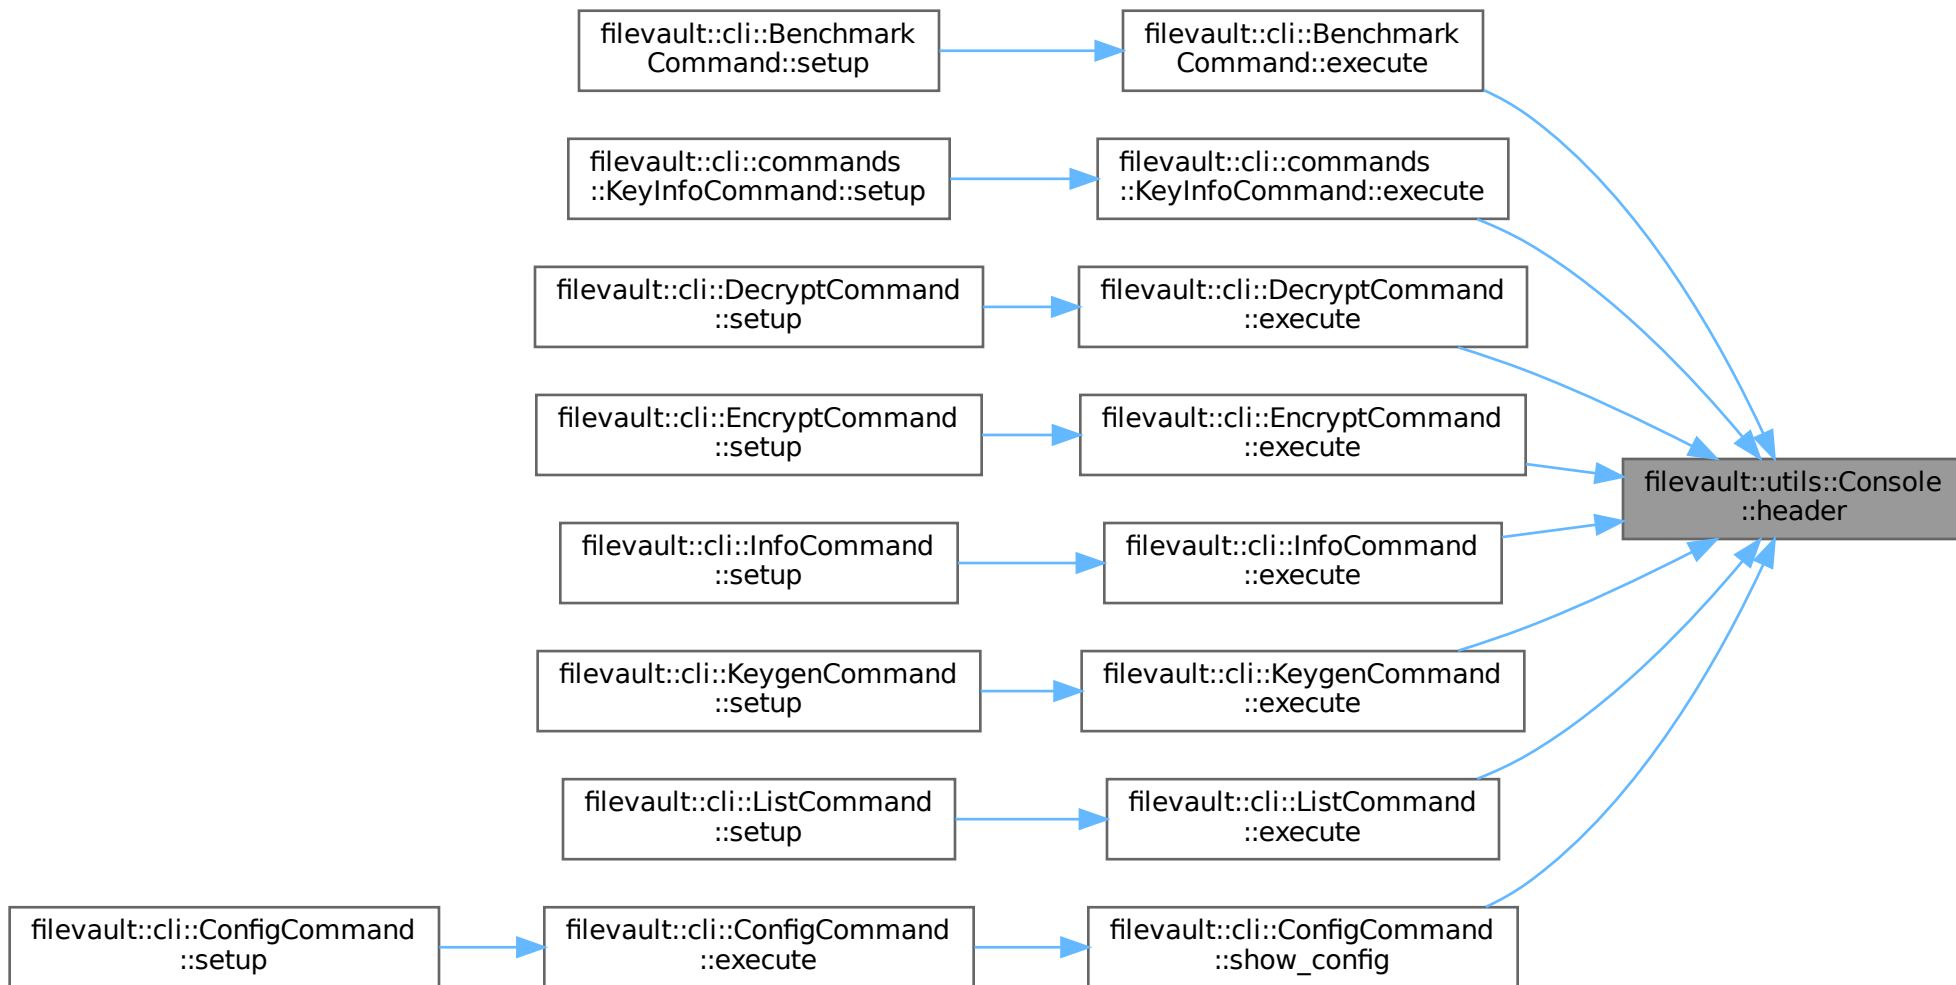 filevault::cli::Benchmark
Command::setup
filevault::cli::Benchmark
Command::execute
filevault::cli::commands
::KeyInfoCommand::setup
filevault::cli::commands
::KeyInfoCommand::execute
filevault::cli::DecryptCommand
::setup
filevault::cli::DecryptCommand
::execute
filevault::cli::EncryptCommand
::setup
filevault::cli::EncryptCommand
::execute
filevault::utils::Console
::header
filevault::cli::InfoCommand
::setup
filevault::cli::InfoCommand
::execute
filevault::cli::KeygenCommand
::setup
filevault::cli::KeygenCommand
::execute
filevault::cli::ListCommand
::setup
filevault::cli::ListCommand
::execute
filevault::cli::ConfigCommand
::setup
filevault::cli::ConfigCommand
::execute
filevault::cli::ConfigCommand
::show_config